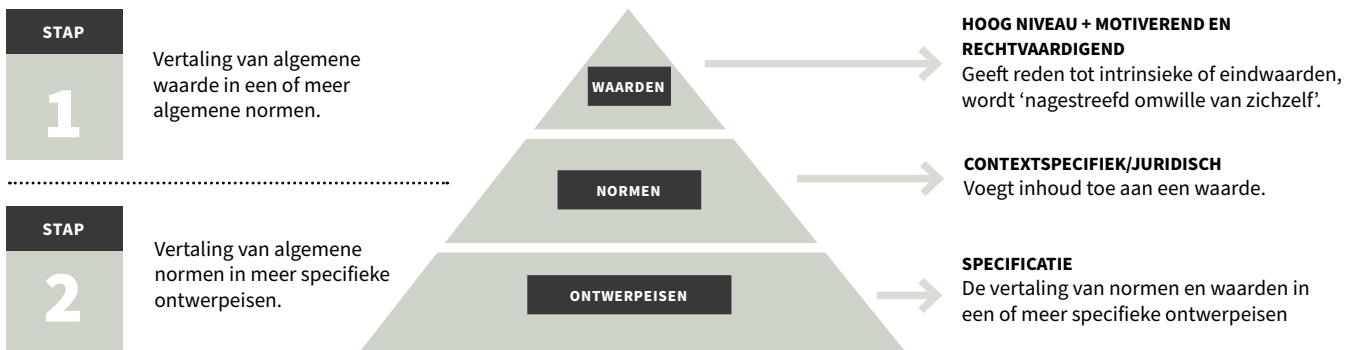 STAP
1
Vertaling van algemene
waarde in een of meer
algemene normen.
STAP
2
Vertaling van algemene
normen in meer specifieke
ontwerpeisen.
WAARDEN
NORMEN
ONTWERPEISEN
HOOG NIVEAU + MOTIVEREND EN
RECHTVAARDIGEND
Geeft reden tot intrinsieke of eindwaarden,
wordt ‘nagestreefd omwille van zichzelf’.
CONTEXTSPECIFIEK/JURIDISCH
Voegt inhoud toe aan een waarde.
SPECIFICATIE
De vertaling van normen en waarden in
een of meer specifieke ontwerpeisen